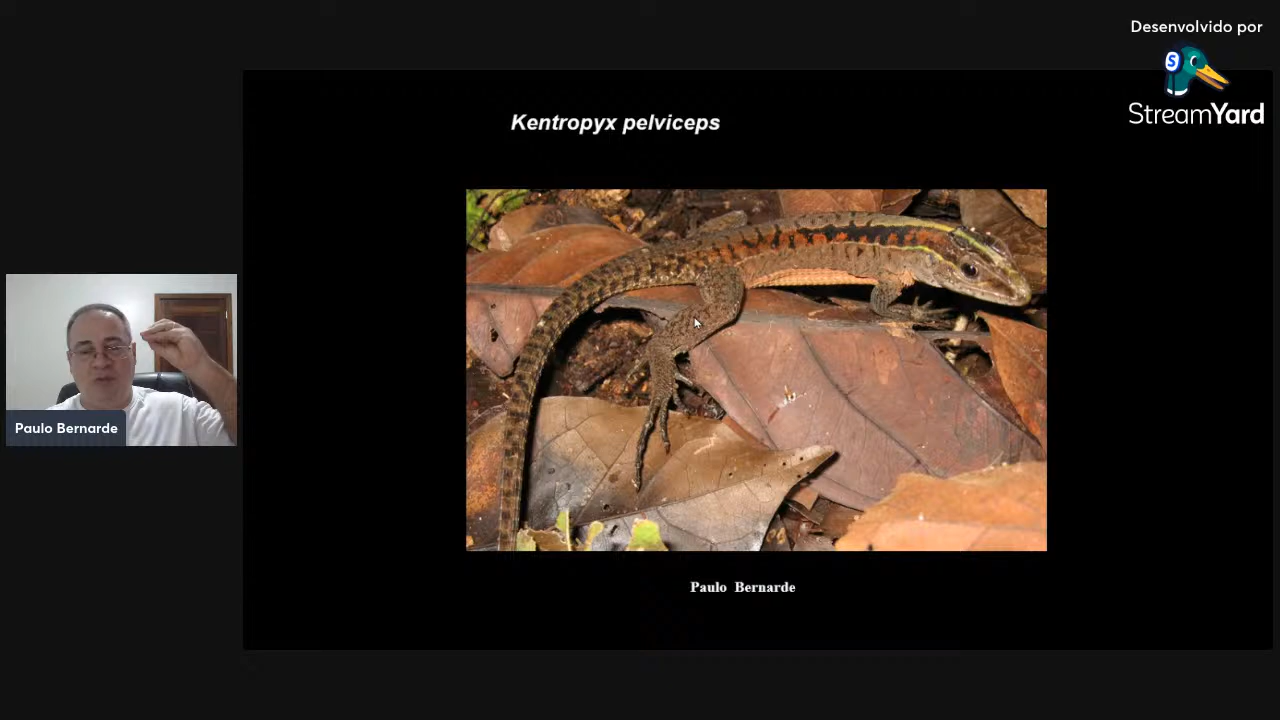 Desenvolvido por
S
StreamYard
Kentropyx pelviceps
Paulo Bernarde
Paulo Bernarde